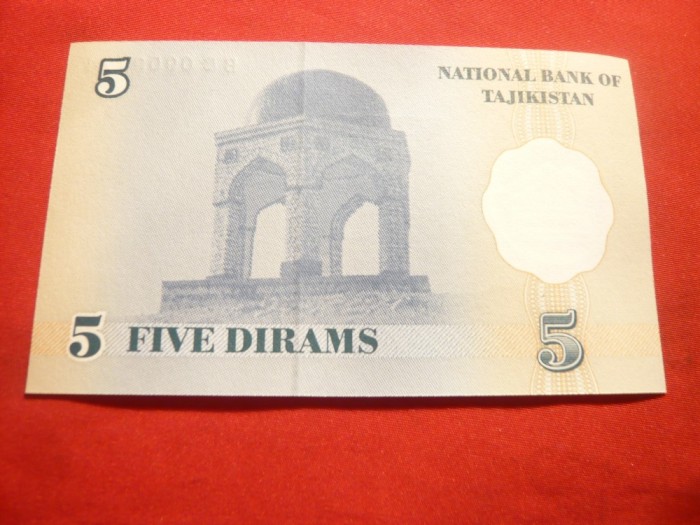 5
NATIONAL BANK OF
TAJIKISTAN
5 FIVE DIRAMS 5